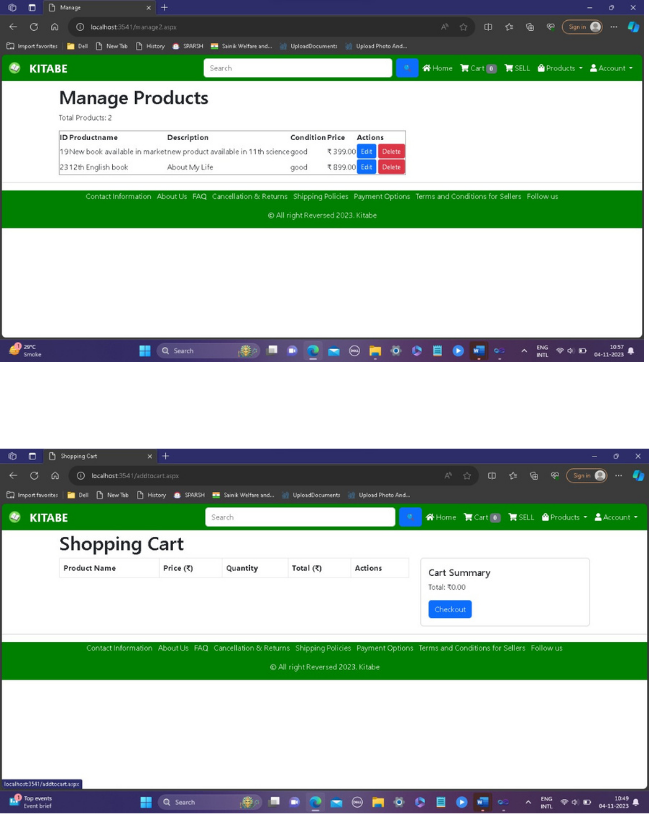 Manage
localhost:3541/manage2.aspx
Sign in
Import favorites Dell New Tab History SPARSH Sainik Welfare and... UploadDocuments Upload Photo And...
KITABE Search Home Cart 0 SELL Products Account
Manage Products
Total Products: 2
ID Productname Description Condition Price Actions
19 New book available in market new product available in 11th science good ₹ 399.00 Edit Delete
23 12th English book About My Life good ₹ 899.00 Edit Delete
Contact Information About Us FAQ Cancellation & Returns Shipping Policies Payment Options Terms and Conditions for Sellers Follow us
© All right Reversed 2023. Kitabe
29°C
Smoke
Search
ENG
INTL
10:57
04-11-2023
Shopping Cart
localhost:3541/addtocart.aspx
Sign in
Import favorites Dell New Tab History SPARSH Sainik Welfare and... UploadDocuments Upload Photo And...
KITABE Search Home Cart 0 SELL Products Account
Shopping Cart
Product Name Price (₹) Quantity Total (₹) Actions
Cart Summary
Total: ₹0.00
Checkout
Contact Information About Us FAQ Cancellation & Returns Shipping Policies Payment Options Terms and Conditions for Sellers Follow us
© All right Reversed 2023. Kitabe
localhost:3541/addtocart.aspx
Top events
Event brief
Search
ENG
INTL
10:49
04-11-2023